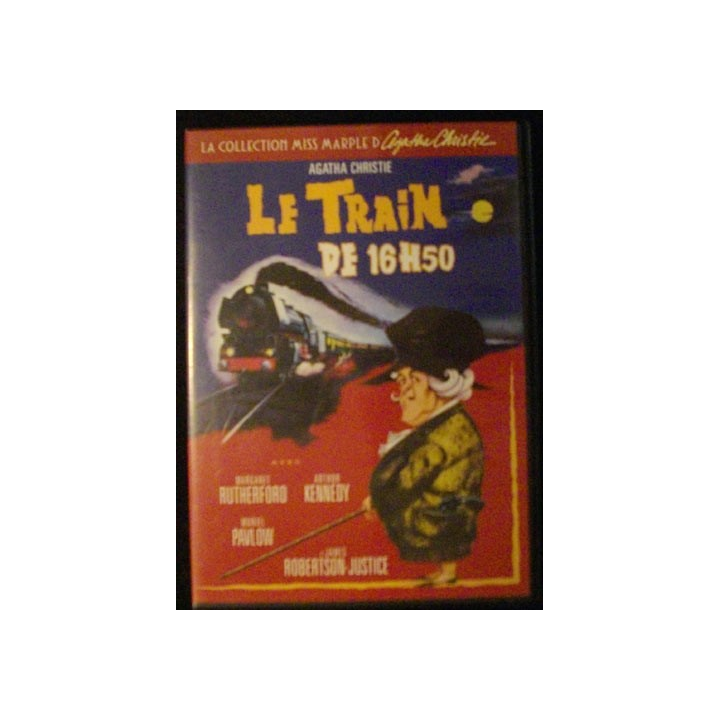 LA COLLECTION MISS MARPLE D'Agatha Christie
AGATHA CHRISTIE
LE TRAIN
DE 16H50
AVEC
MARGARET RUTHERFORD
ARTHUR KENNEDY
MURIEL PAVLOW
JAMES ROBERTSON-JUSTICE